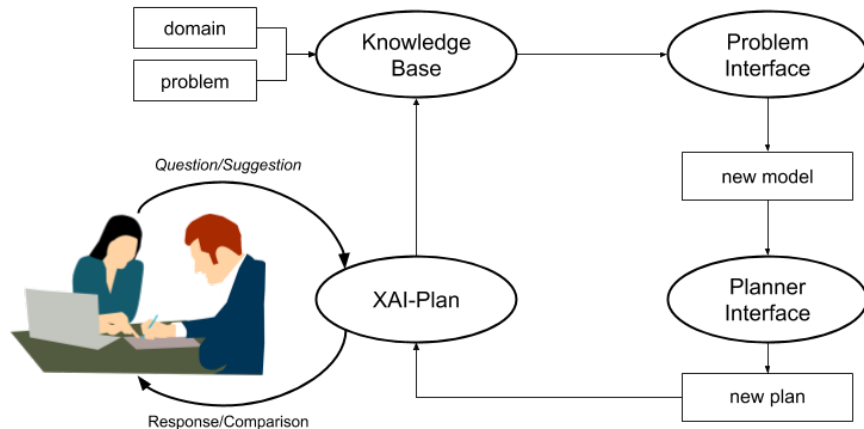 domain
problem
Knowledge
Base
Problem
Interface
Question/Suggestion
new model
XAI-Plan
Planner
Interface
new plan
Response/Comparison